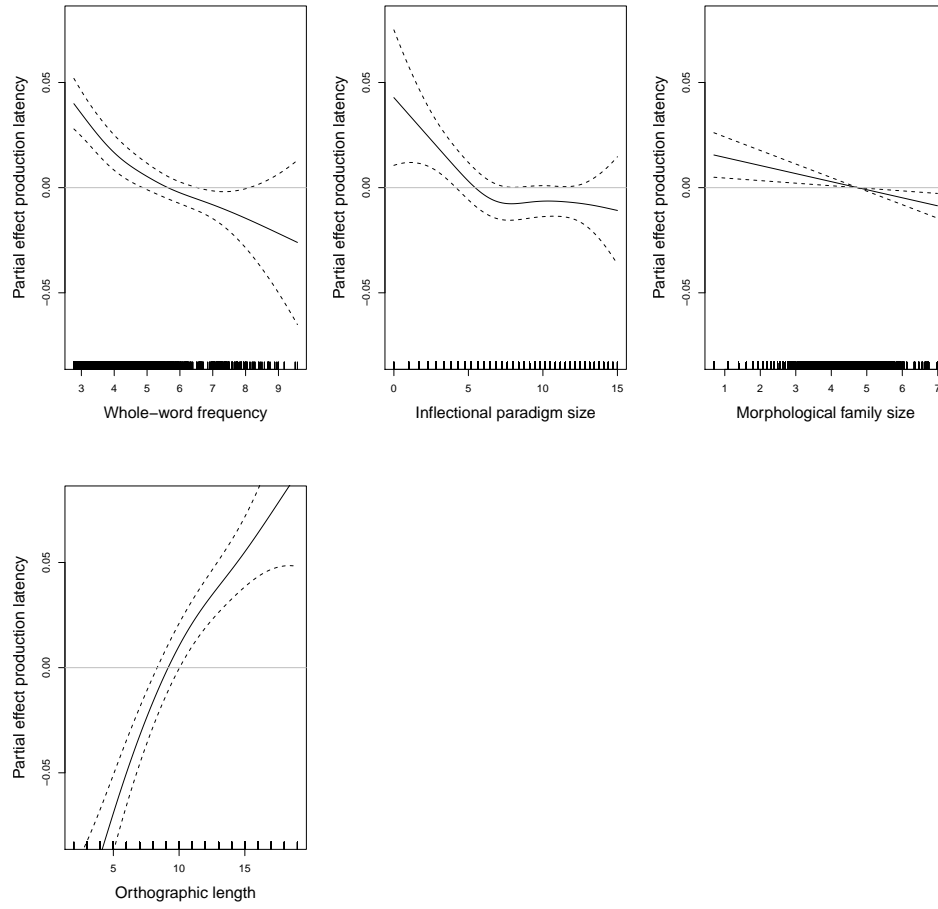 Partial effect production latency
0.05
0.00
−0.05
3 4 5 6 7 8 9
Whole−word frequency
Partial effect production latency
0.05
0.00
−0.05
0 5 10 15
Inflectional paradigm size
Partial effect production latency
0.05
0.00
−0.05
1 2 3 4 5 6 7
Morphological family size
Partial effect production latency
0.05
0.00
−0.05
5 10 15
Orthographic length